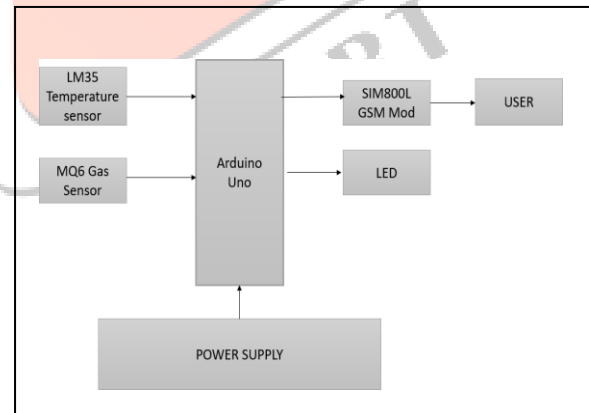 LM35
Temperature
sensor
MQ6 Gas
Sensor
Arduino
Uno
SIM800L
GSM Mod
USER
LED
POWER SUPPLY